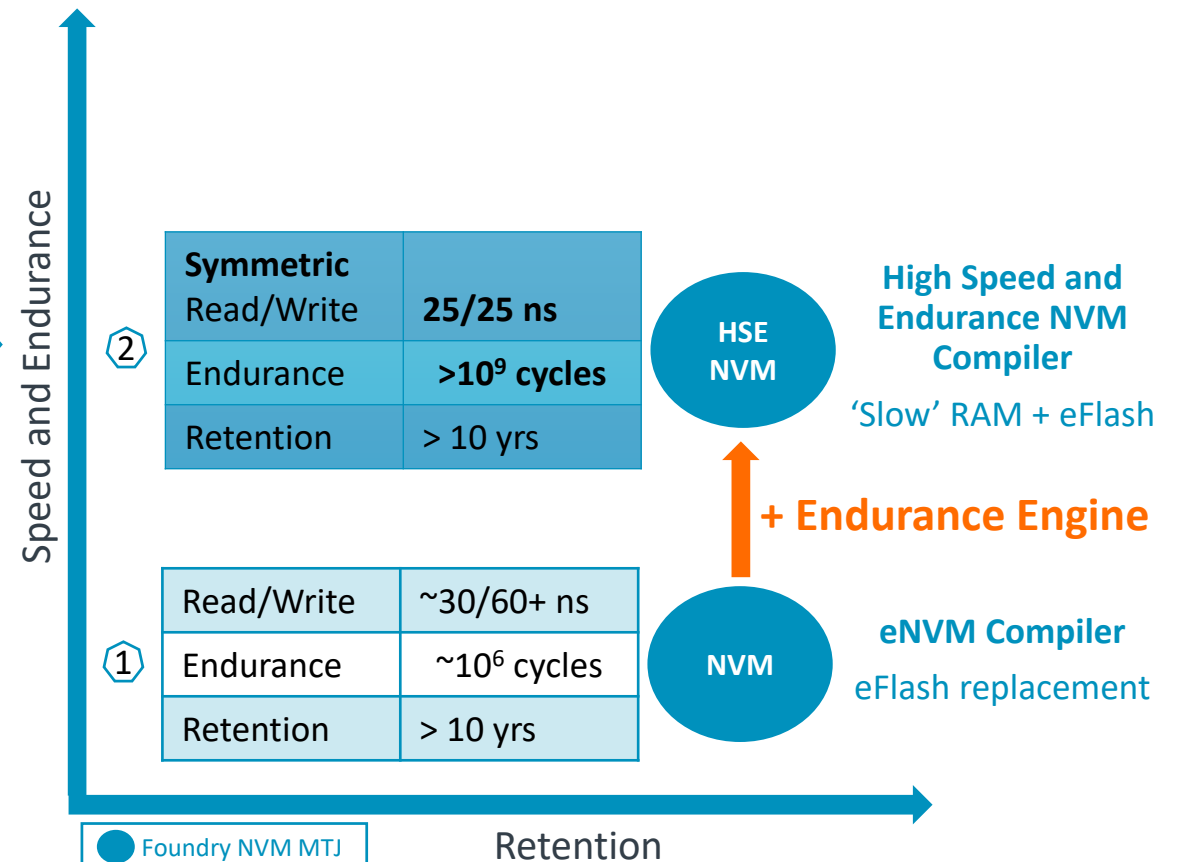 Speed and Endurance
2
Symmetric
Read/Write 25/25 ns
Endurance >10⁹ cycles
Retention > 10 yrs
HSE
NVM
High Speed and
Endurance NVM
Compiler
‘Slow’ RAM + eFlash
+ Endurance Engine
1
Read/Write ~30/60+ ns
Endurance ~10⁶ cycles
Retention > 10 yrs
NVM
eNVM Compiler
eFlash replacement
Foundry NVM MTJ
Retention